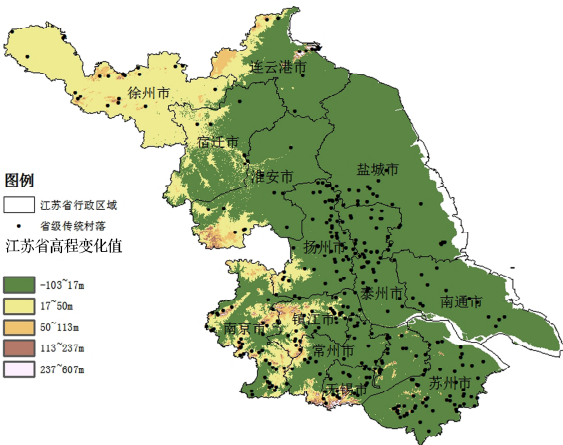 连云港市
徐州市
宿迁市
淮安市
盐城市
图例
江苏省行政区域
省级传统村落
江苏省高程变化值
扬州市
泰州市
南通市
-103~17m
17~50m
50~113m
113~237m
237~607m
南京市
镇江市
常州市
无锡市
苏州市